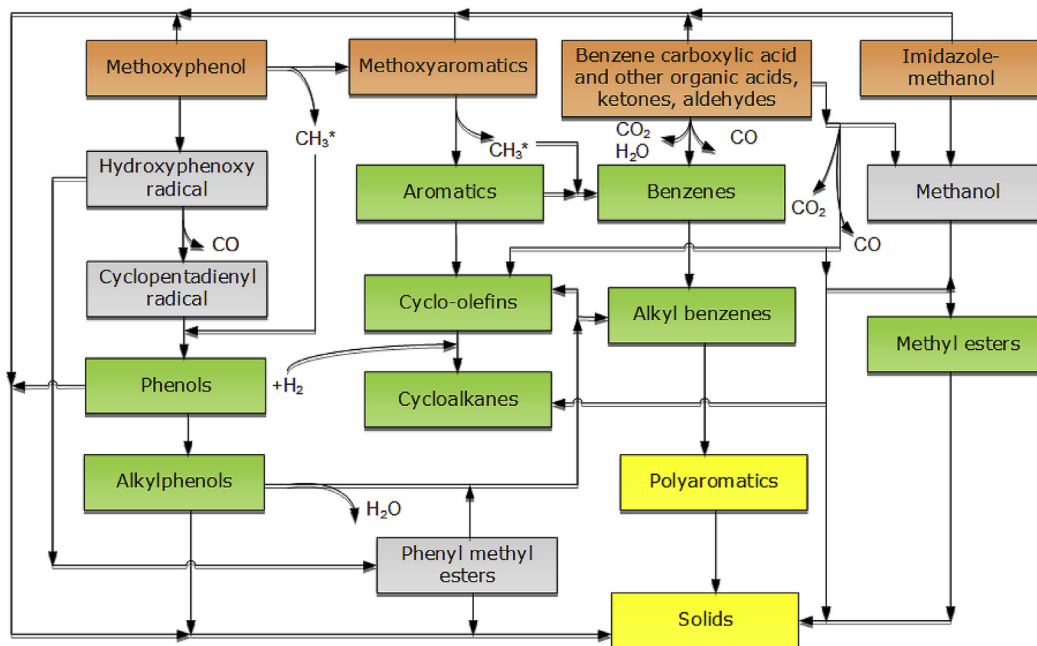 Methoxyphenol
Methoxyaromatics
Benzene carboxylic acid
and other organic acids,
ketones, aldehydes
Imidazole-
methanol
CH₃*
CH₃*
CO₂
H₂O
CO
Hydroxyphenoxy
radical
Aromatics
Benzenes
Methanol
CO₂
CO
CO
Cyclopentadienyl
radical
Cyclo-olefins
Alkyl benzenes
Methyl esters
Phenols
+H₂
Cycloalkanes
Alkylphenols
H₂O
Polyaromatics
Phenyl methyl
esters
Solids